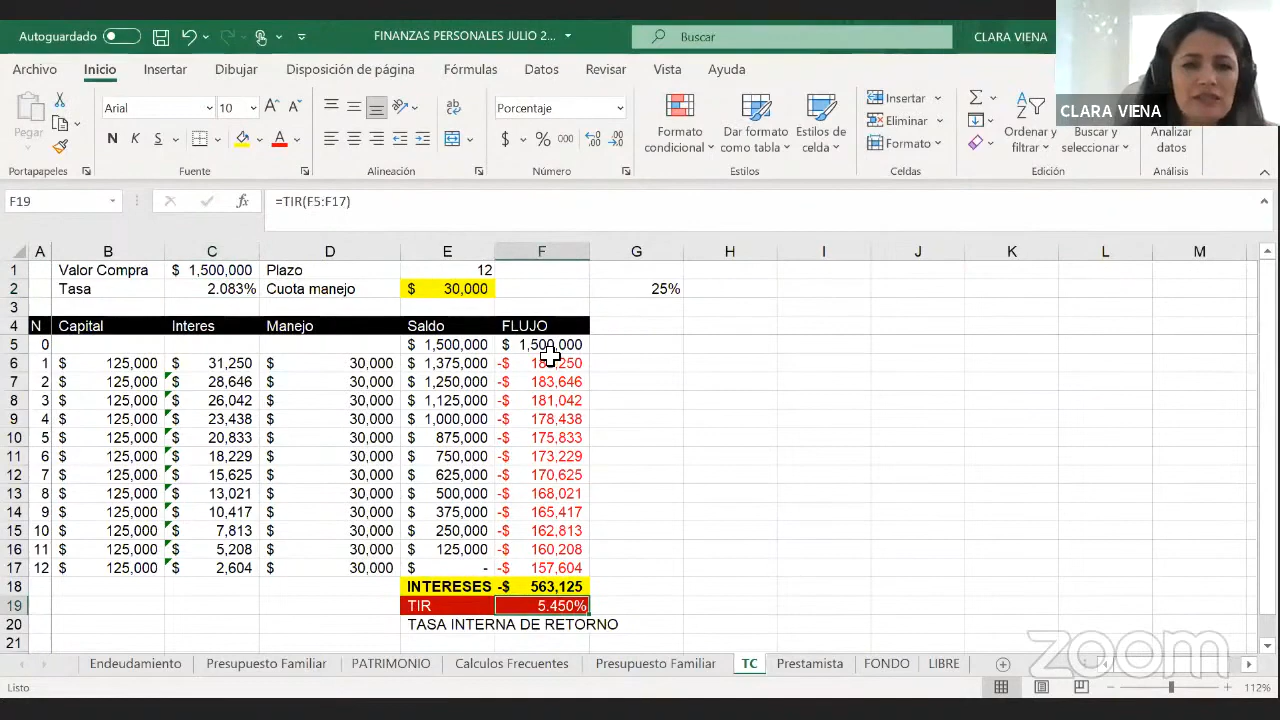 Autoguardado
FINANZAS PERSONALES JULIO 2...
Buscar
CLARA VIENA
Archivo Inicio Insertar Dibujar Disposición de página Fórmulas Datos Revisar Vista Ayuda
CLARA VIENA
Pegar
Arial 10
N K S
Porcentaje
$ % 000
Formato condicional
Dar formato como tabla
Estilos de celda
Insertar
Eliminar
Formato
Ordenar y filtrar
Buscar y seleccionar
Analizar datos
Portapapeles Fuente Alineación Número Estilos Celdas Edición Análisis
F19 fx =TIR(F5:F17)
A B C D E F G H I J K L M
1 Valor Compra $ 1,500,000 Plazo 12
2 Tasa 2.083% Cuota manejo $ 30,000 25%
3
4 N Capital Interes Manejo Saldo FLUJO
5 0 $ 1,500,000 $ 1,500,000
6 1 $ 125,000 $ 31,250 $ 30,000 $ 1,375,000 -$
7 2 $ 125,000 $ 28,646 $ 30,000 $ 1,250,000 -$ 183,646
8 3 $ 125,000 $ 26,042 $ 30,000 $ 1,125,000 -$ 181,042
9 4 $ 125,000 $ 23,438 $ 30,000 $ 1,000,000 -$ 178,438
10 5 $ 125,000 $ 20,833 $ 30,000 $ 875,000 -$ 175,833
11 6 $ 125,000 $ 18,229 $ 30,000 $ 750,000 -$ 173,229
12 7 $ 125,000 $ 15,625 $ 30,000 $ 625,000 -$ 170,625
13 8 $ 125,000 $ 13,021 $ 30,000 $ 500,000 -$ 168,021
14 9 $ 125,000 $ 10,417 $ 30,000 $ 375,000 -$ 165,417
15 10 $ 125,000 $ 7,813 $ 30,000 $ 250,000 -$ 162,813
16 11 $ 125,000 $ 5,208 $ 30,000 $ 125,000 -$ 160,208
17 12 $ 125,000 $ 2,604 $ 30,000 $ - -$ 157,604
18 INTERESES -$ 563,125
19 TIR 5.450%
20 TASA INTERNA DE RETORNO
21
Endeudamiento Presupuesto Familiar PATRIMONIO Calculos Frecuentes Presupuesto Familiar TC Prestamista FONDO LIBRE
zoom
Listo 112%